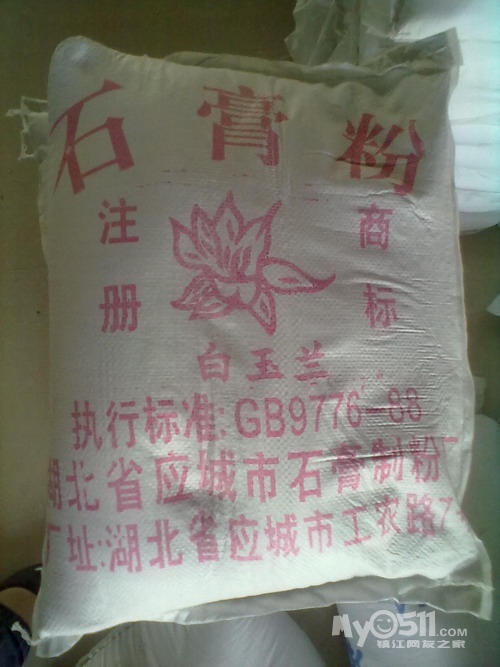 石膏粉
注册 商标
白玉兰
执行标准:GB9776-88
湖北省应城市石膏制粉厂
厂址:湖北省应城市工农路7
My0511.com
镇江网友之家